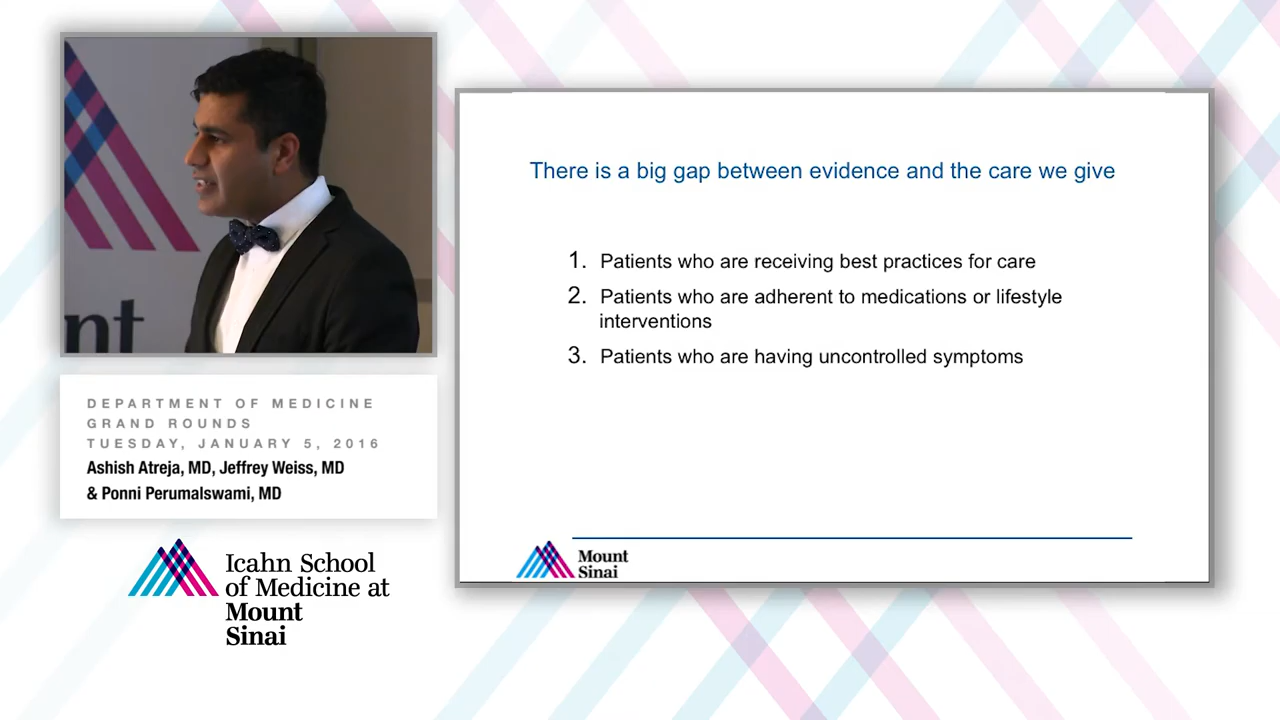 nt
DEPARTMENT OF MEDICINE
GRAND ROUNDS
TUESDAY, JANUARY 5, 2016
Ashish Atreja, MD, Jeffrey Weiss, MD
& Ponni Perumalswami, MD
Icahn School
of Medicine at
Mount
Sinai
There is a big gap between evidence and the care we give
1. Patients who are receiving best practices for care
2. Patients who are adherent to medications or lifestyle
interventions
3. Patients who are having uncontrolled symptoms
Mount
Sinai